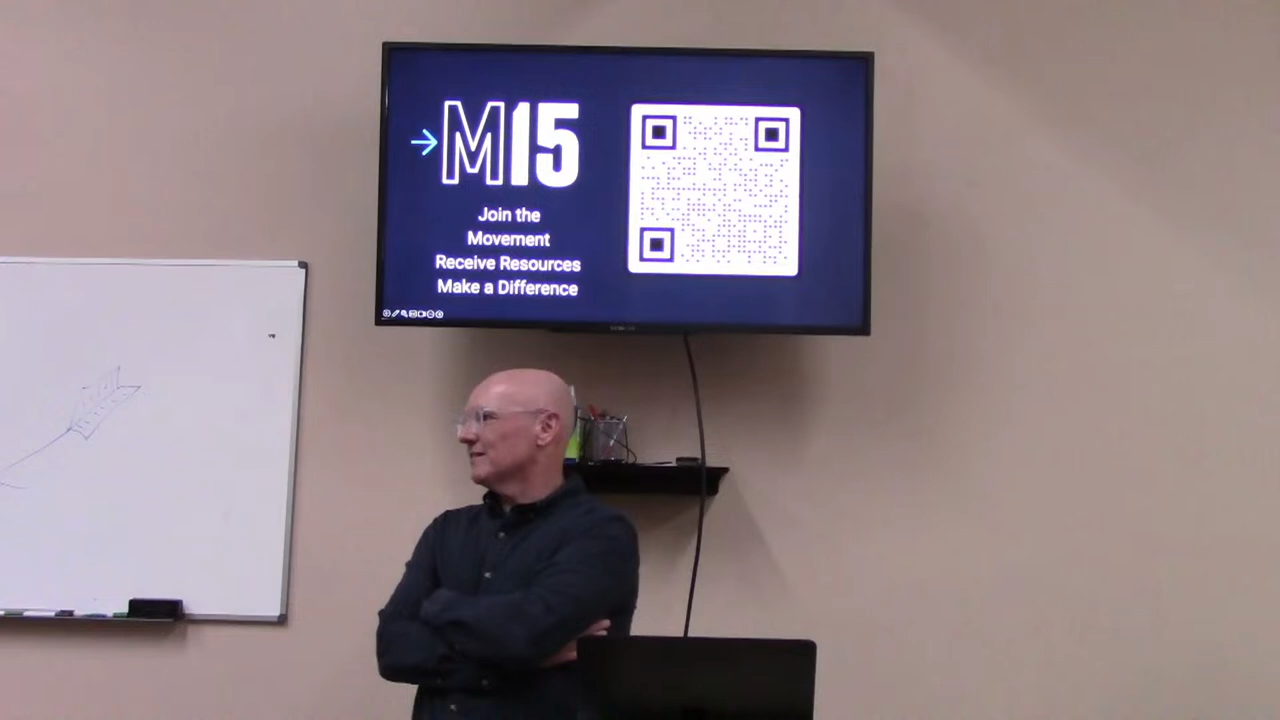 M15
Join the
Movement
Receive Resources
Make a Difference